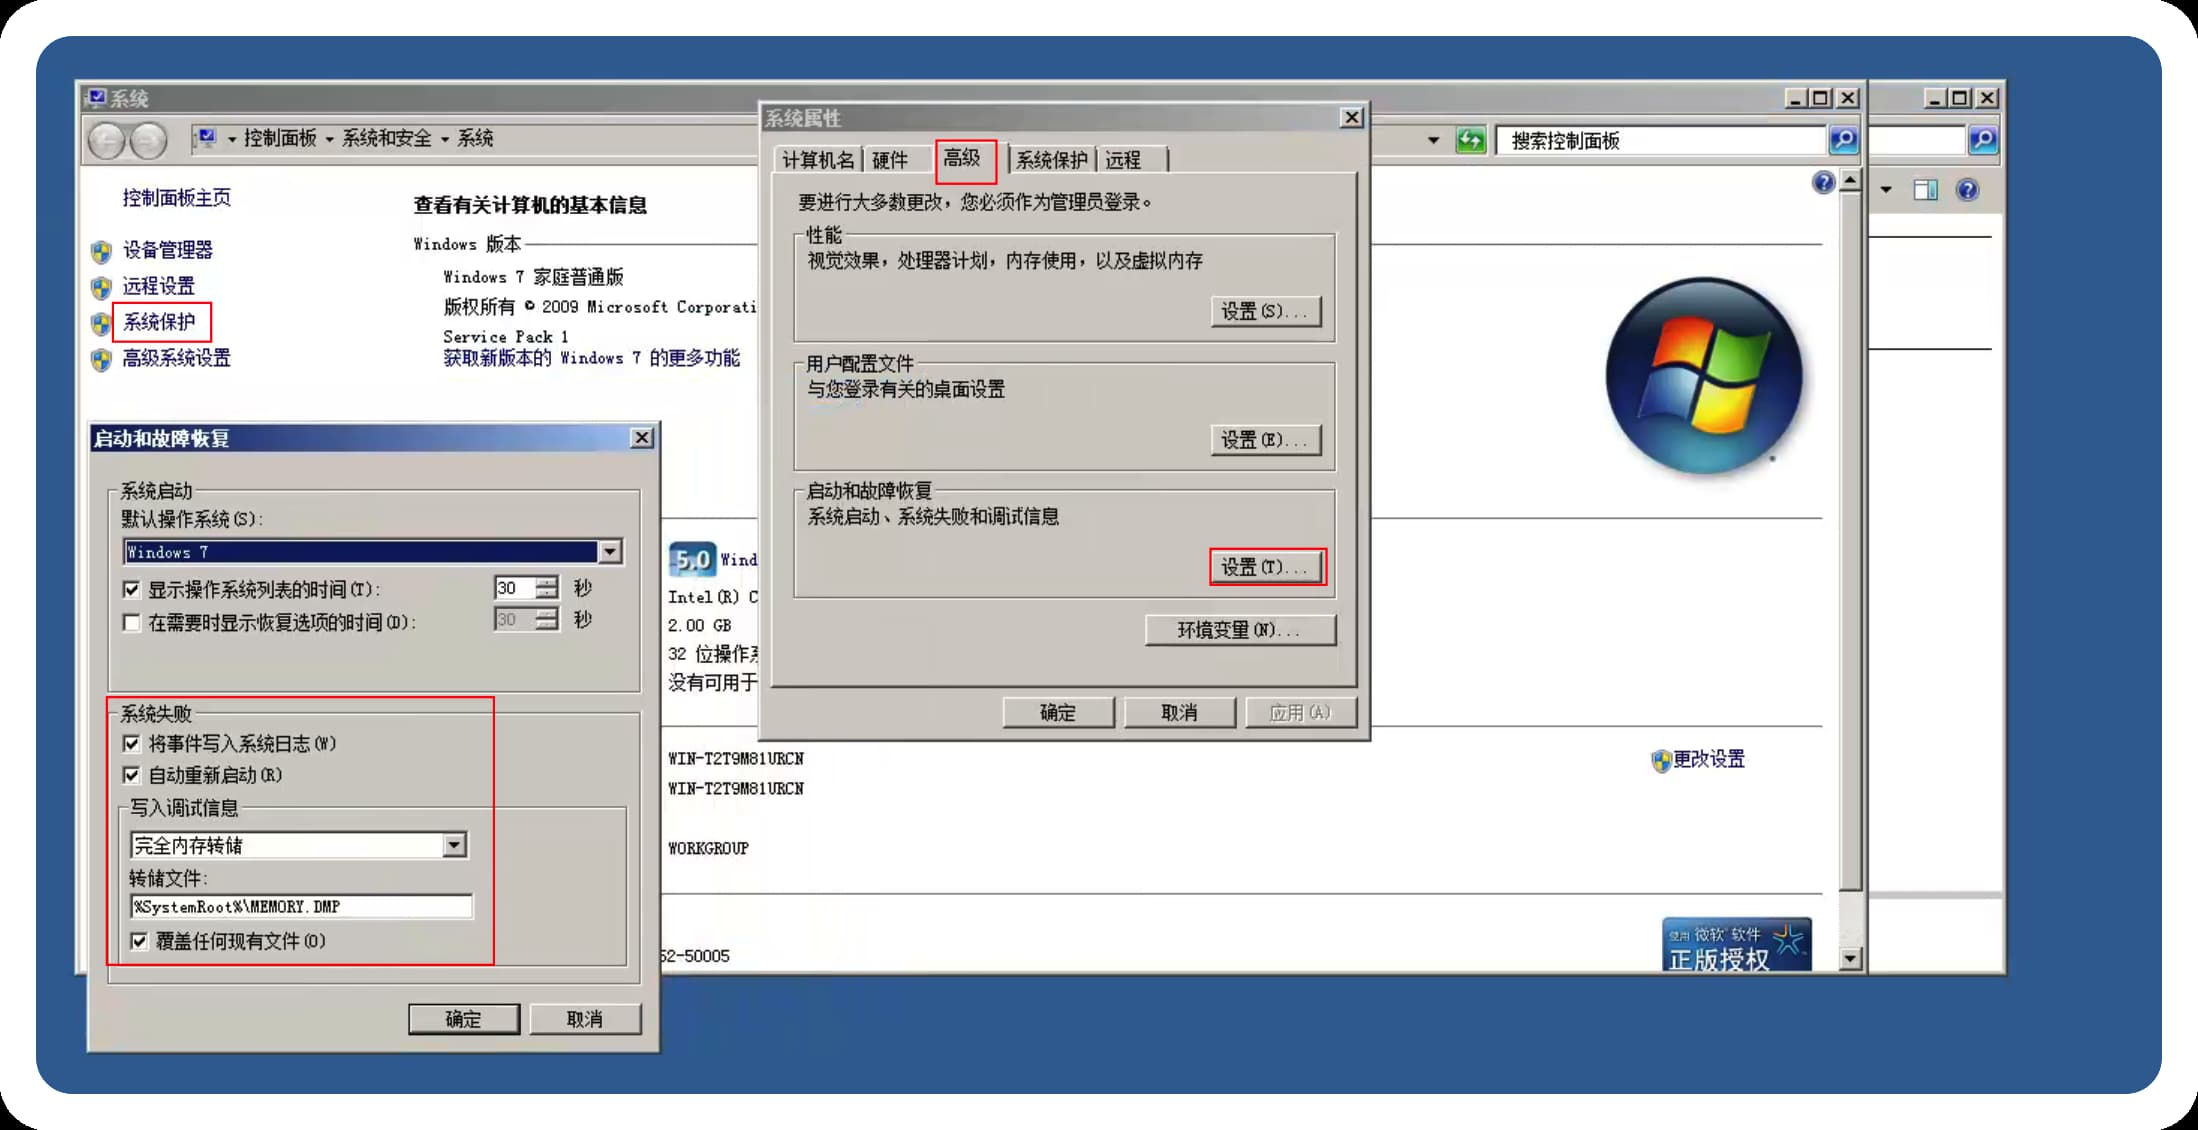 系统
控制面板 系统和安全 系统
搜索控制面板
控制面板主页
设备管理器
远程设置
系统保护
高级系统设置
查看有关计算机的基本信息
Windows 版本
Windows 7 家庭普通版
版权所有 © 2009 Microsoft Corporati
Service Pack 1
获取新版本的 Windows 7 的更多功能
5.0 Wind
Intel(R) C
2.00 GB
32 位操作
没有可用于
WIN-T2T9M81URCN
WIN-T2T9M81URCN
WORKGROUP
52-50005
更改设置
使用 微软 软件
正版授权
系统属性
计算机名 硬件 高级 系统保护 远程
要进行大多数更改，您必须作为管理员登录。
性能
视觉效果，处理器计划，内存使用，以及虚拟内存
设置(S)...
用户配置文件
与您登录有关的桌面设置
设置(E)...
启动和故障恢复
系统启动、系统失败和调试信息
设置(T)...
环境变量(N)...
确定 取消 应用(A)
启动和故障恢复
系统启动
默认操作系统(S):
Windows 7
显示操作系统列表的时间(T): 30 秒
在需要时显示恢复选项的时间(D): 30 秒
系统失败
将事件写入系统日志(W)
自动重新启动(R)
写入调试信息
完全内存转储
转储文件:
%SystemRoot%\MEMORY.DMP
覆盖任何现有文件(O)
确定 取消